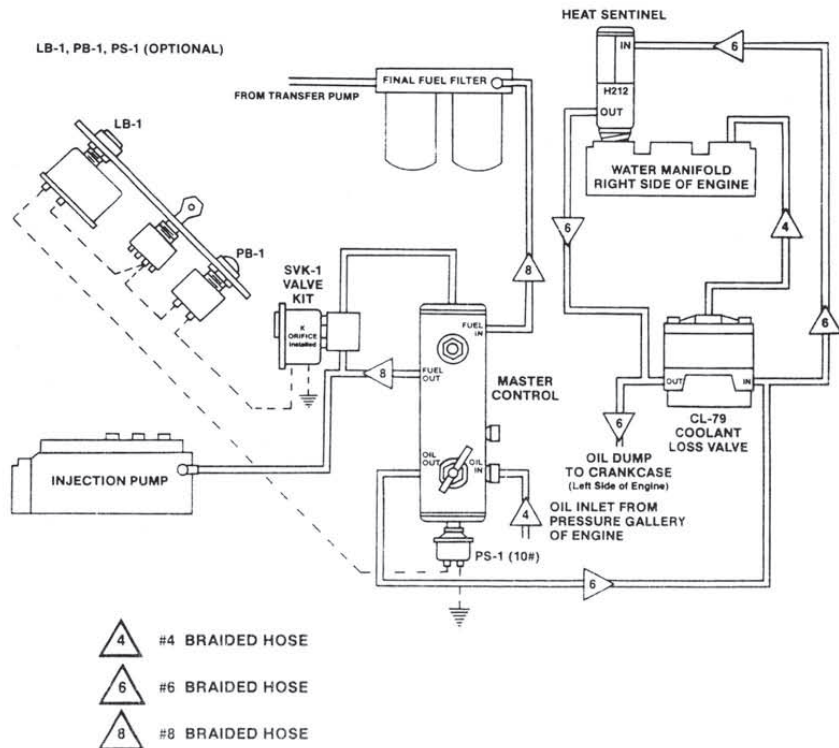 HEAT SENTINEL
LB-1, PB-1, PS-1 (OPTIONAL)
FINAL FUEL FILTER
FROM TRANSFER PUMP
IN
6
H212
OUT
LB-1
WATER MANIFOLD
RIGHT SIDE OF ENGINE
6
4
PB-1
SVK-1
VALVE
KIT
8
K
ORIFICE
Installed
FUEL
IN
6
FUEL
OUT
8
MASTER
CONTROL
OUT
IN
CL-79
COOLANT
LOSS VALVE
6
OIL DUMP
TO CRANKCASE
(Left Side of Engine)
OIL
OUT
OIL
IN
INJECTION PUMP
4
OIL INLET FROM
PRESSURE GALLERY
OF ENGINE
PS-1 (10#)
6
4 #4 BRAIDED HOSE
6 #6 BRAIDED HOSE
8 #8 BRAIDED HOSE